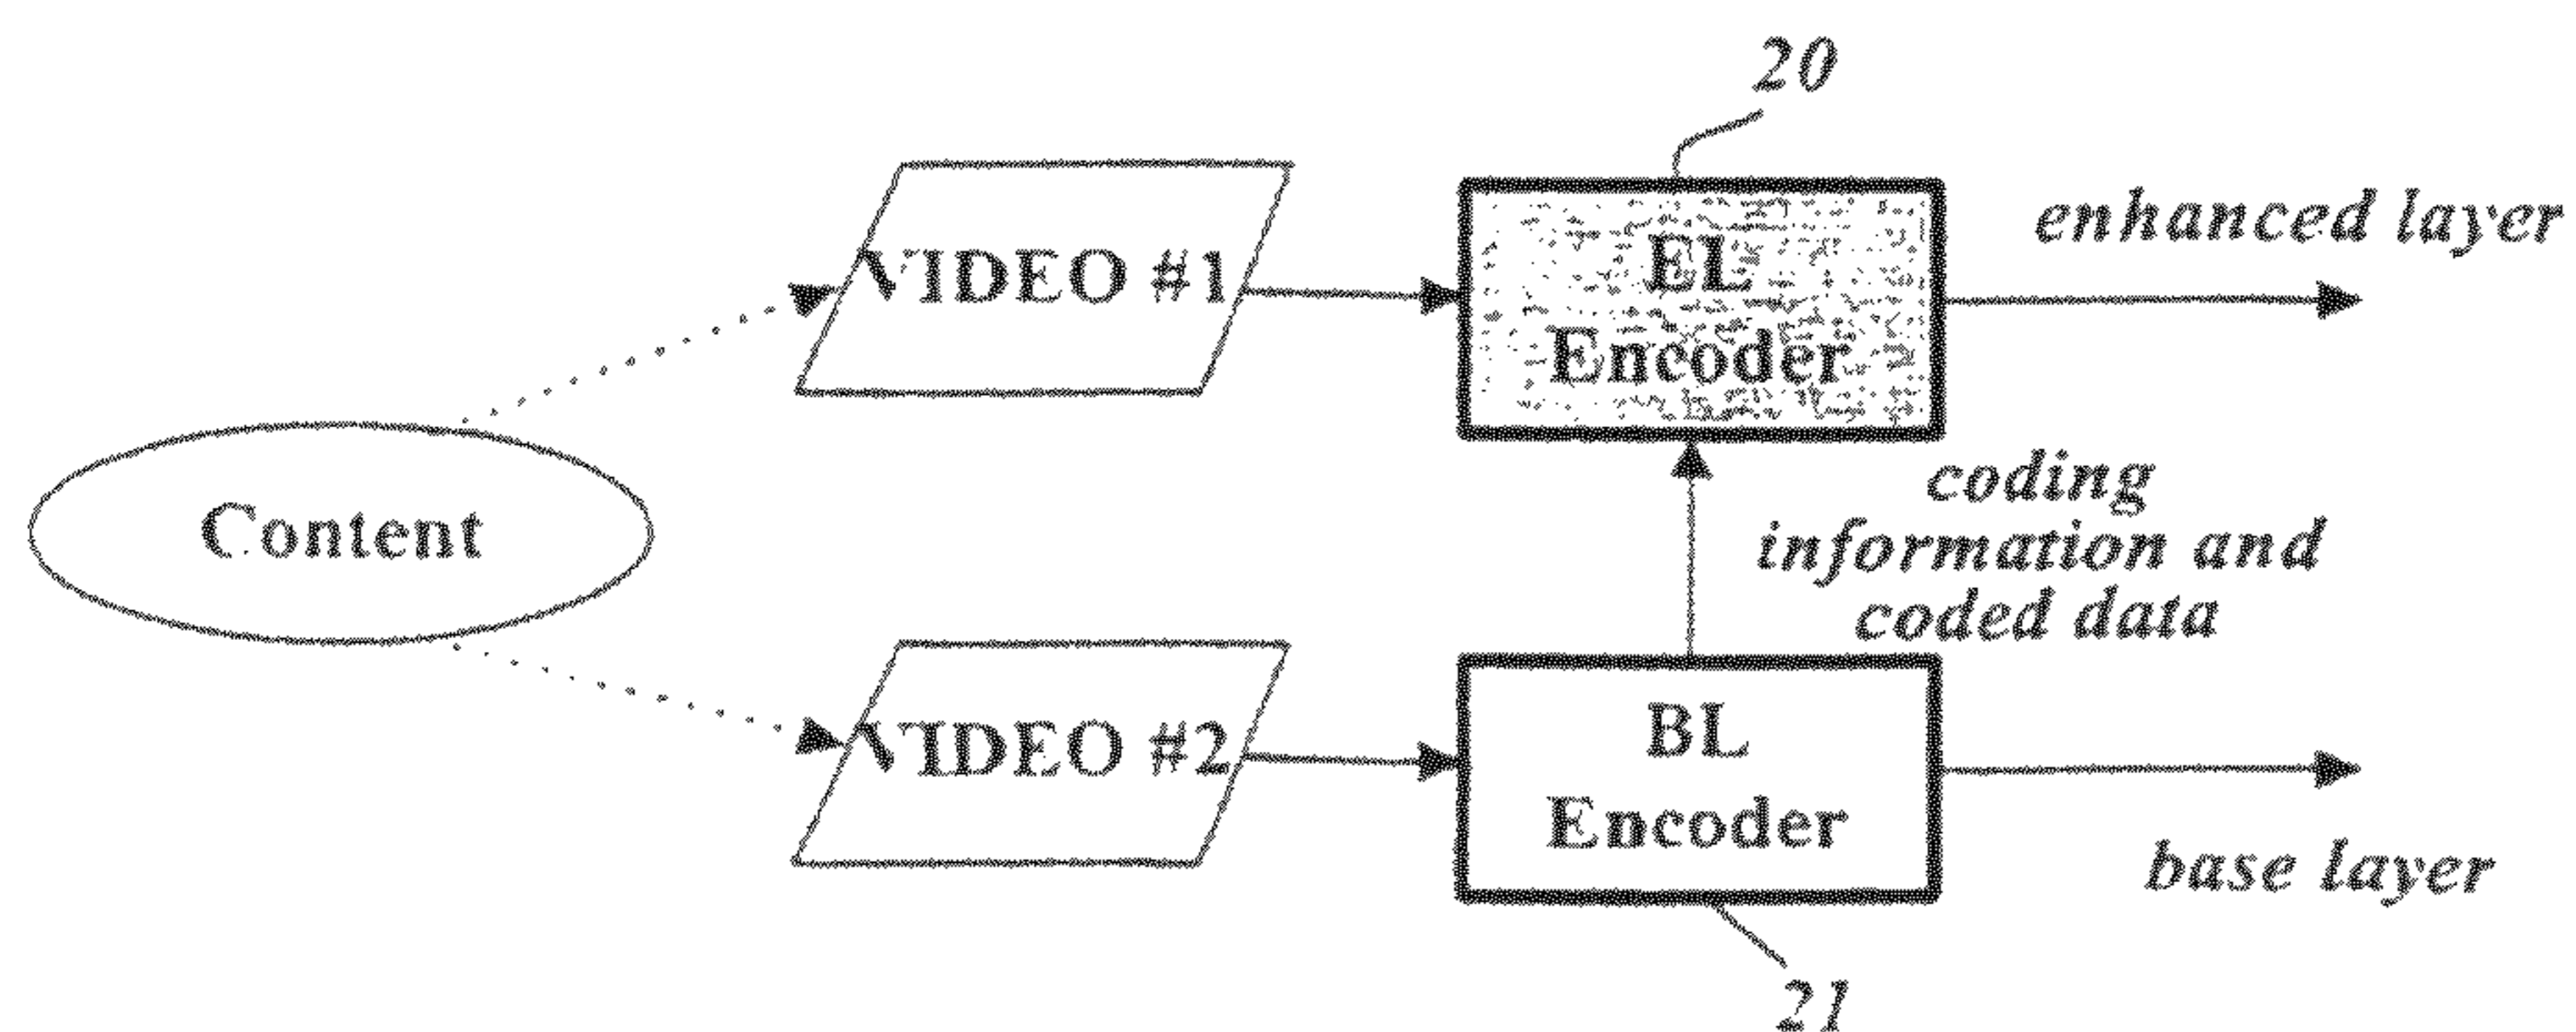 20
VIDEO #1
EL
Encoder
enhanced layer
Content
coding
information and
coded data
VIDEO #2
BL
Encoder
base layer
21